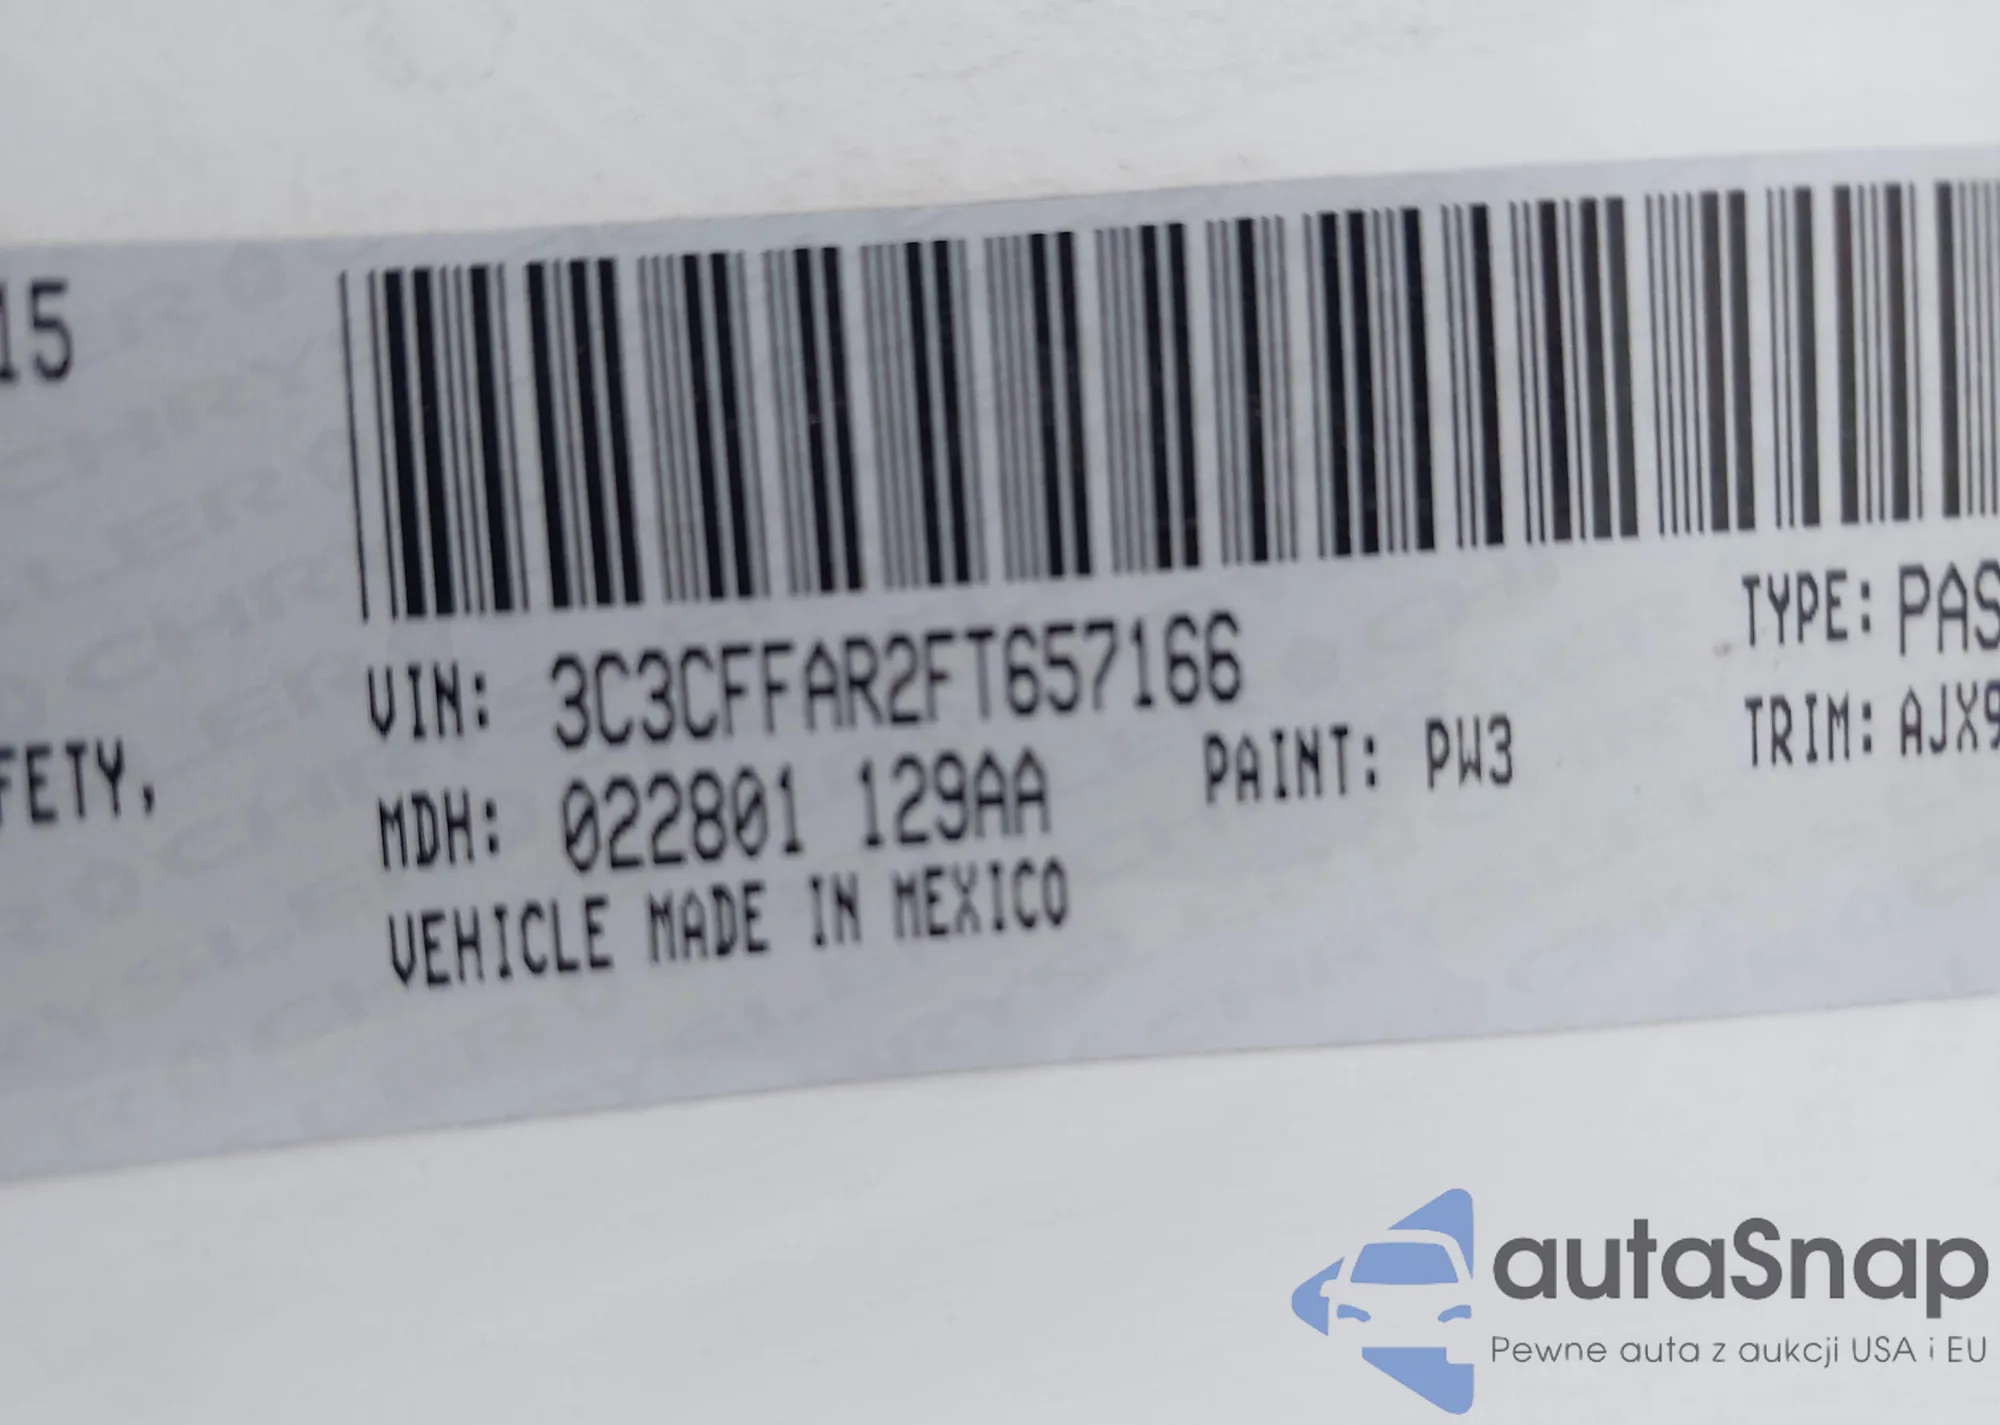 15
FETY,
VIN: 3C3CFFAR2FT657166
TYPE: PAS
MDH: 022801 129AA
PAINT: PW3
TRIM: AJX9
VEHICLE MADE IN MEXICO
autaSnap
Pewne auta z aukcji USA i EU